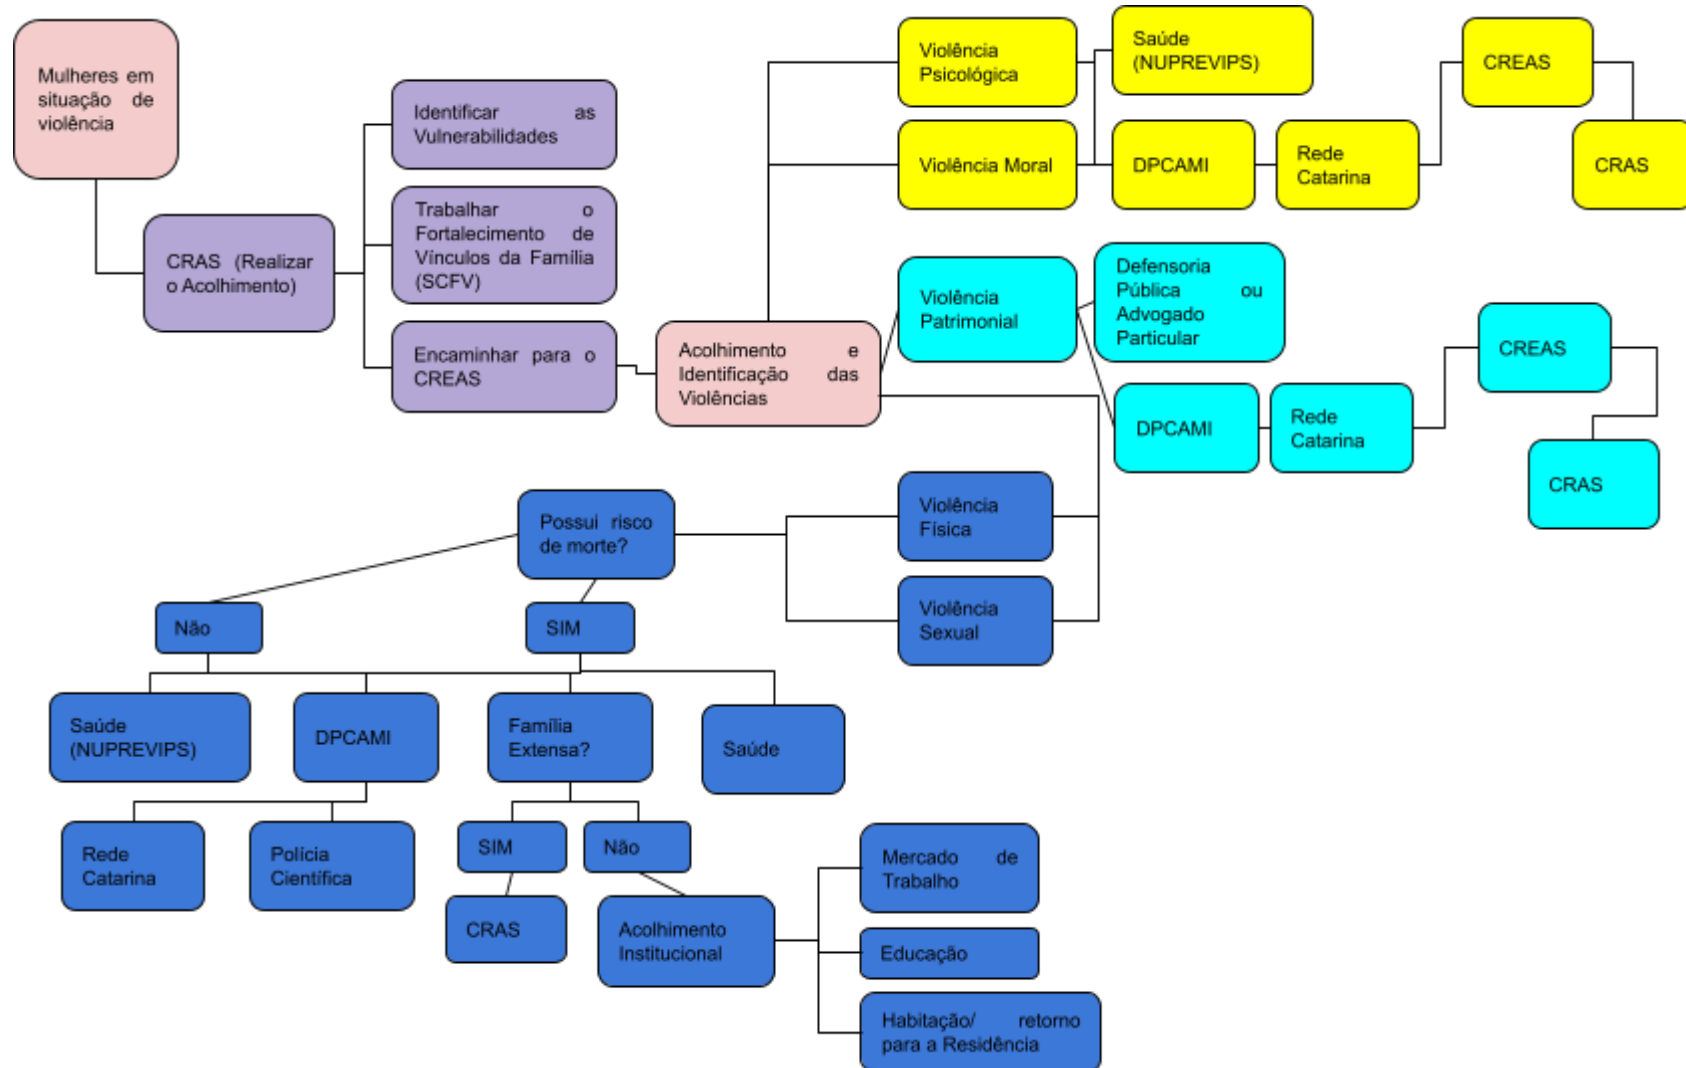 Mulheres em
situação de
violência
CRAS (Realizar
o Acolhimento)
Identificar as
Vulnerabilidades
Trabalhar o
Fortalecimento de
Vínculos da Família
(SCFV)
Encaminhar para o
CREAS
Acolhimento e
Identificação das
Violências
Violência
Psicológica
Saúde
(NUPREVIPS)
Violência Moral
DPCAMI
Rede
Catarina
CREAS
CRAS
Violência
Patrimonial
Defensoria
Pública ou
Advogado
Particular
DPCAMI
Rede
Catarina
CREAS
CRAS
Violência
Física
Violência
Sexual
Possui risco
de morte?
Não
SIM
Saúde
(NUPREVIPS)
DPCAMI
Família
Extensa?
Saúde
Rede
Catarina
Polícia
Científica
SIM
Não
CRAS
Acolhimento
Institucional
Mercado de
Trabalho
Educação
Habitação/ retorno
para a Residência